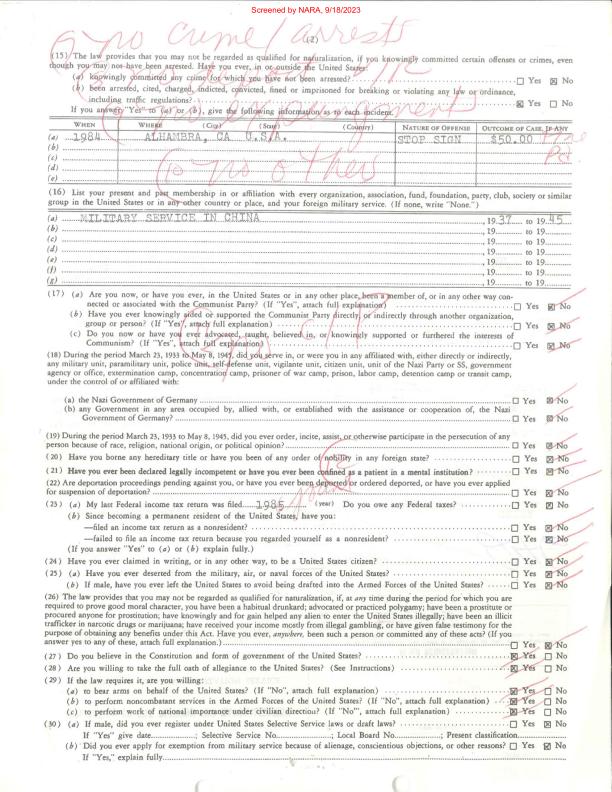 Screened by NARA, 9/18/2023
no crime/arrests
(2)
(15) The law provides that you may not be regarded as qualified for naturalization, if you knowingly committed certain offenses or crimes, even
though you may not have been arrested. Have you ever, in or outside the United States:
(a) knowingly committed any crime for which you have not been arrested? ☐ Yes ☒ No
(b) been arrested, cited, charged, indicted, convicted, fined or imprisoned for breaking or violating any law or ordinance,
including traffic regulations? ☒ Yes ☐ No
If you answer "Yes" to (a) or (b), give the following information as to each incident.
WHEN WHERE (City) (State) (Country) NATURE OF OFFENSE OUTCOME OF CASE, IF ANY
(a) 1984 ALHAMBRA, CA U.S.A. STOP SIGN $50.00 fine
(b) Pd.
(c) no other
(d)
(e)
(16) List your present and past membership in or affiliation with every organization, association, fund, foundation, party, club, society or similar
group in the United States or in any other country or place, and your foreign military service. (If none, write "None.")
(a) MILITARY SERVICE IN CHINA , 19 37 to 19 45
(b) , 19 to 19
(c) , 19 to 19
(d) , 19 to 19
(e) , 19 to 19
(f) , 19 to 19
(g) , 19 to 19
(17) (a) Are you now, or have you ever, in the United States or in any other place, been a member of, or in any other way con-
nected or associated with the Communist Party? (If "Yes", attach full explanation) ☐ Yes ☒ No
(b) Have you ever knowingly aided or supported the Communist Party directly, or indirectly through another organization,
group or person? (If "Yes", attach full explanation) ☐ Yes ☒ No
(c) Do you now or have you ever advocated, taught, believed in, or knowingly supported or furthered the interests of
Communism? (If "Yes", attach full explanation) ☐ Yes ☒ No
(18) During the period March 23, 1933 to May 8, 1945, did you serve in, or were you in any affiliated with, either directly or indirectly,
any military unit, paramilitary unit, police unit, self-defense unit, vigilante unit, citizen unit, unit of the Nazi Party or SS, government
agency or office, extermination camp, concentration camp, prisoner of war camp, prison, labor camp, detention camp or transit camp,
under the control of or affiliated with:
(a) the Nazi Government of Germany ☐ Yes ☒ No
(b) any Government in any area occupied by, allied with, or established with the assistance or cooperation of, the Nazi
Government of Germany? ☐ Yes ☒ No
(19) During the period March 23, 1933 to May 8, 1945, did you ever order, incite, assist, or otherwise participate in the persecution of any
person because of race, religion, national origin, or political opinion? ☐ Yes ☒ No
(20) Have you borne any hereditary title or have you been of any order of nobility in any foreign state? ☐ Yes ☒ No
(21) Have you ever been declared legally incompetent or have you ever been confined as a patient in a mental institution? ☐ Yes ☒ No
(22) Are deportation proceedings pending against you, or have you ever been deported or ordered deported, or have you ever applied
for suspension of deportation? ☐ Yes ☒ No
(23) (a) My last Federal income tax return was filed 1985 (year) Do you owe any Federal taxes? ☐ Yes ☒ No
(b) Since becoming a permanent resident of the United States, have you:
—filed an income tax return as a nonresident? ☐ Yes ☒ No
—failed to file an income tax return because you regarded yourself as a nonresident? ☐ Yes ☒ No
(If you answer "Yes" to (a) or (b) explain fully.)
(24) Have you ever claimed in writing, or in any other way, to be a United States citizen? ☐ Yes ☒ No
(25) (a) Have you ever deserted from the military, air, or naval forces of the United States? ☐ Yes ☒ No
(b) If male, have you ever left the United States to avoid being drafted into the Armed Forces of the United States? ☐ Yes ☒ No
(26) The law provides that you may not be regarded as qualified for naturalization, if, at any time during the period for which you are
required to prove good moral character, you have been a habitual drunkard; advocated or practiced polygamy; have been a prostitute or
procured anyone for prostitution; have knowingly and for gain helped any alien to enter the United States illegally; have been an illicit
trafficker in narcotic drugs or marijuana; have received your income mostly from illegal gambling, or have given false testimony for the
purpose of obtaining any benefits under this Act. Have you ever, anywhere, been such a person or committed any of these acts? (If you
answer yes to any of these, attach full explanation.) ☐ Yes ☒ No
(27) Do you believe in the Constitution and form of government of the United States? ☒ Yes ☐ No
(28) Are you willing to take the full oath of allegiance to the United States? (See Instructions) ☒ Yes ☐ No
(29) If the law requires it, are you willing:
(a) to bear arms on behalf of the United States? (If "No", attach full explanation) ☒ Yes ☐ No
(b) to perform noncombatant services in the Armed Forces of the United States? (If "No", attach full explanation) ☒ Yes ☐ No
(c) to perform work of national importance under civilian direction? (If "No", attach full explanation) ☒ Yes ☐ No
(30) (a) If male, did you ever register under United States Selective Service laws or draft laws? ☐ Yes ☒ No
If "Yes" give date ; Selective Service No. ; Local Board No. ; Present classification
(b) Did you ever apply for exemption from military service because of alienage, conscientious objections, or other reasons? ☐ Yes ☒ No
If "Yes," explain fully